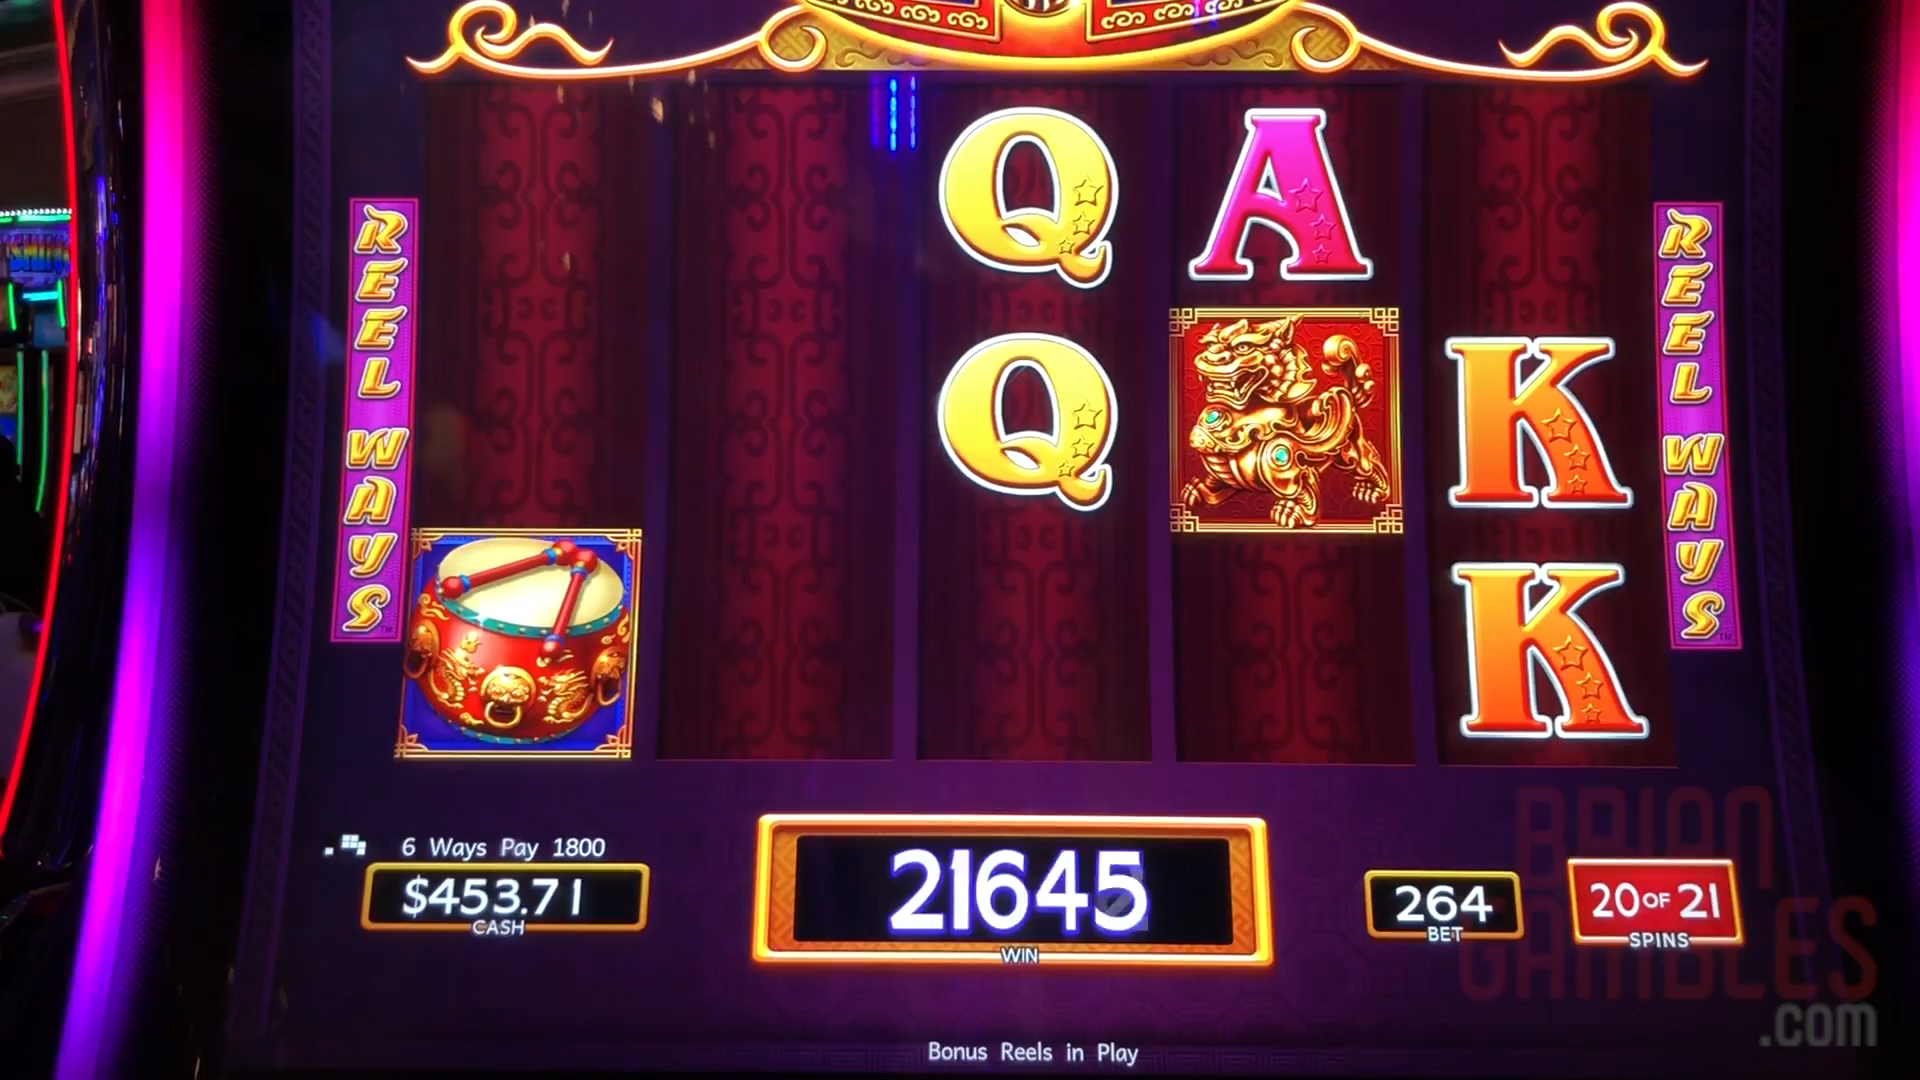 Q
A
REEL WAYS
REEL WAYS™
Q
K
K
6 Ways Pay 1800
$453.71
CASH
21645
WIN
264
BET
20 OF 21
SPINS
BRIAN
GAMBLES
.com
Bonus Reels in Play